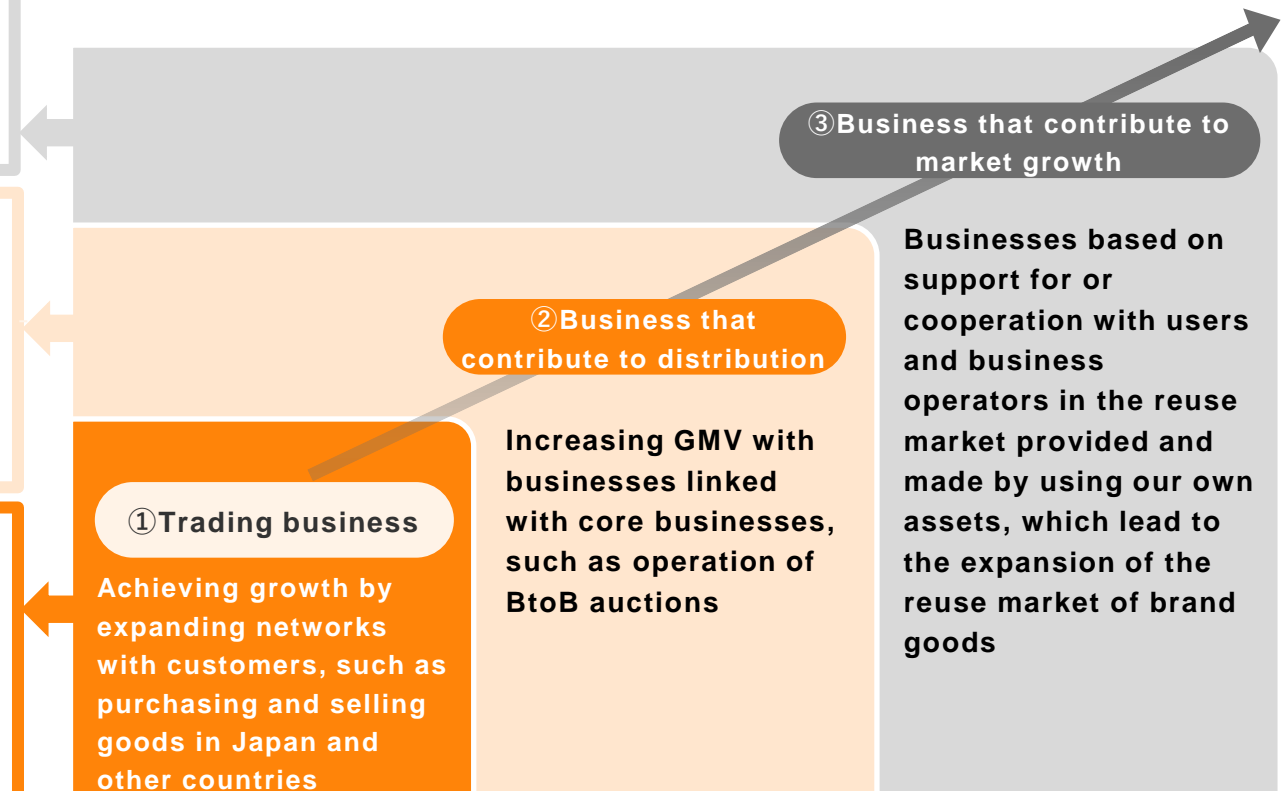 ③Business that contribute to
market growth
Businesses based on
support for or
cooperation with users
and business
operators in the reuse
market provided and
made by using our own
assets, which lead to
the expansion of the
reuse market of brand
goods
②Business that
contribute to distribution
Increasing GMV with
businesses linked
with core businesses,
such as operation of
BtoB auctions
①Trading business
Achieving growth by
expanding networks
with customers, such as
purchasing and selling
goods in Japan and
other countries